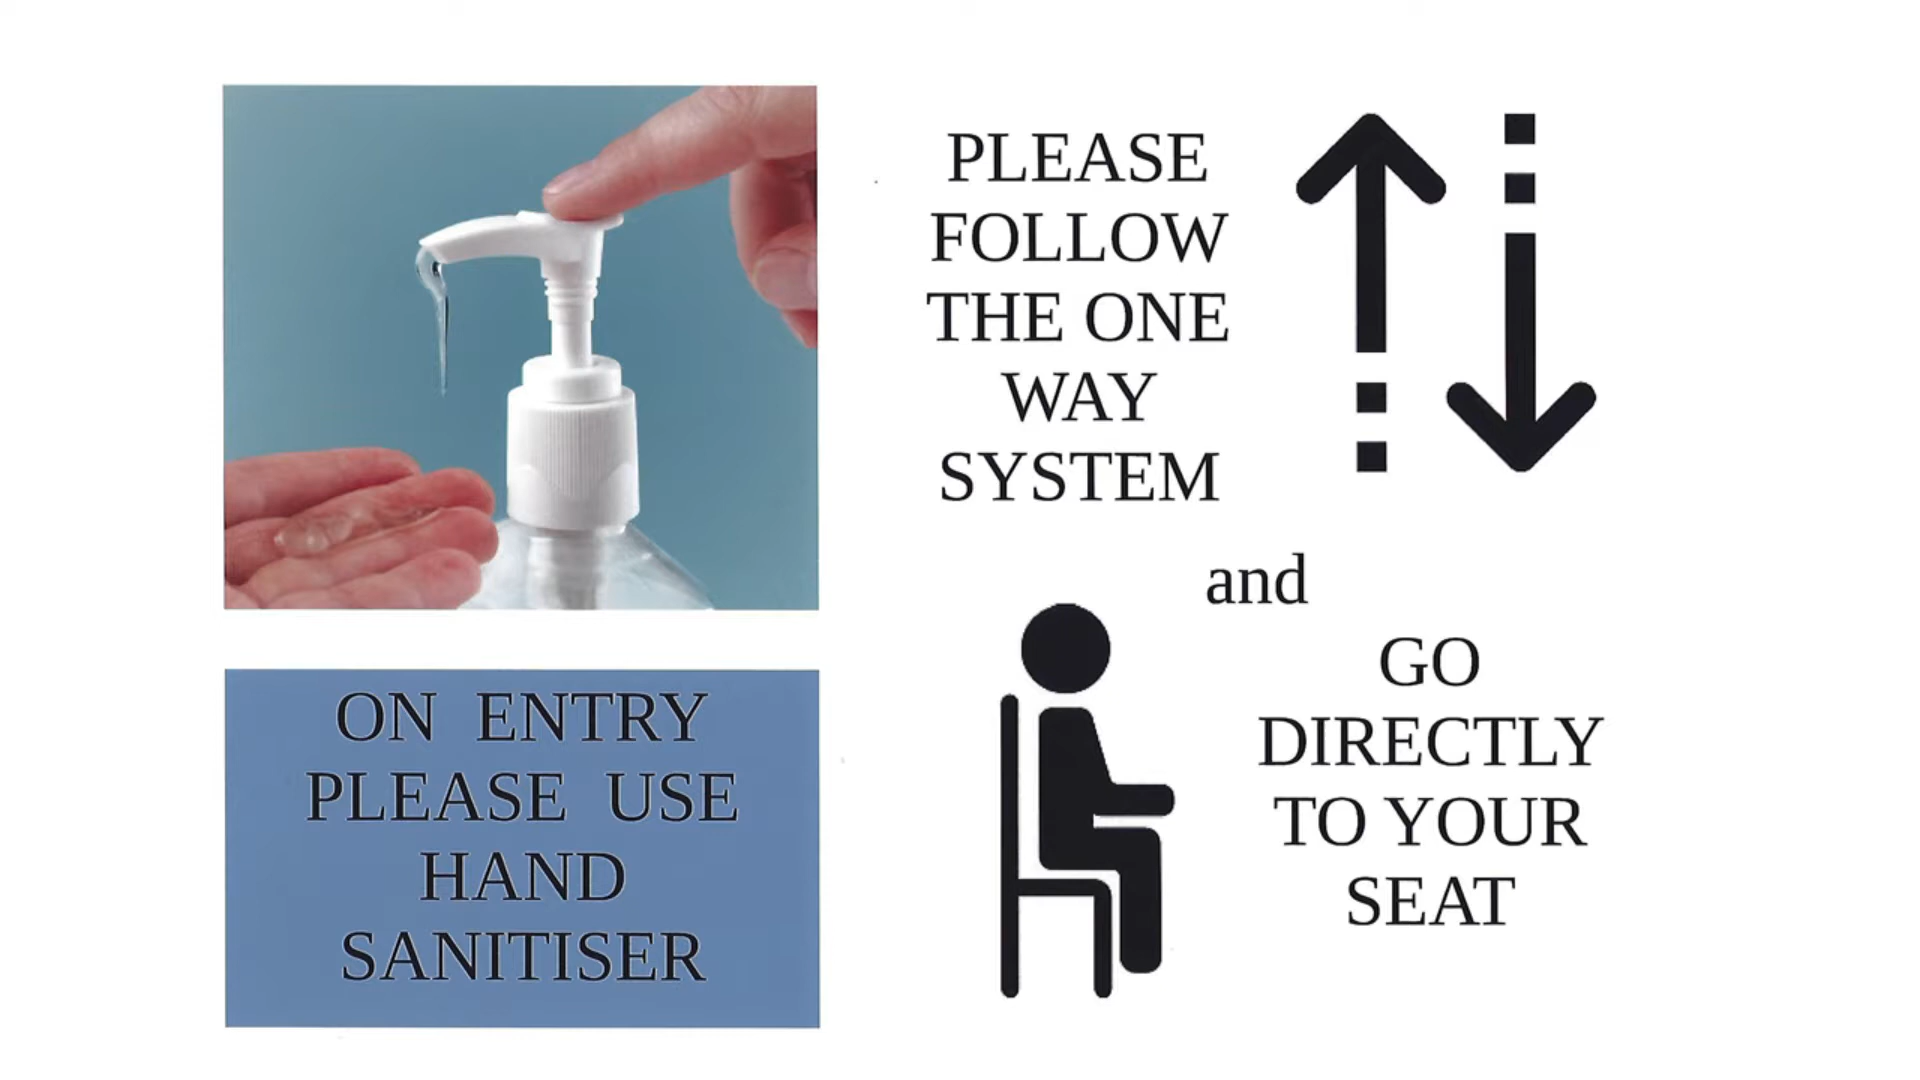 ON ENTRY
PLEASE USE
HAND
SANITISER
PLEASE
FOLLOW
THE ONE
WAY
SYSTEM
and
GO
DIRECTLY
TO YOUR
SEAT